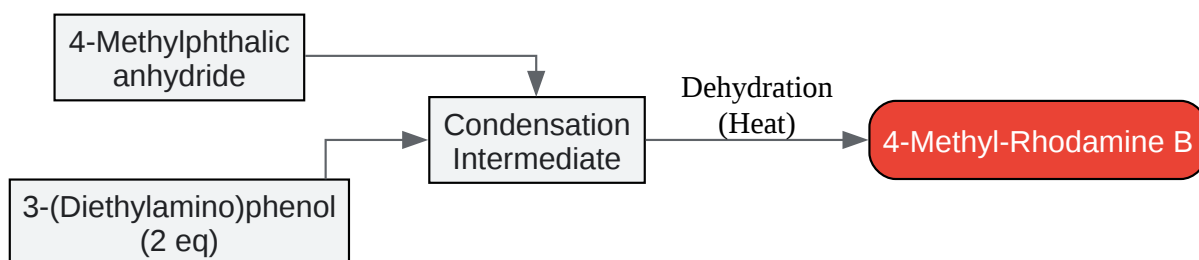 4-Methylphthalic
anhydride
3-(Diethylamino)phenol
(2 eq)
Condensation
Intermediate
Dehydration
(Heat)
4-Methyl-Rhodamine B